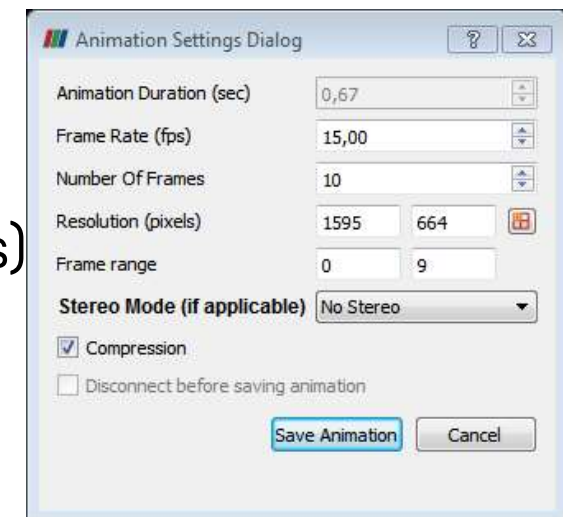 Animation Settings Dialog ?
Animation Duration (sec) 0,67
Frame Rate (fps) 15,00
Number Of Frames 10
Resolution (pixels) 1595 664
s)
Frame range 0 9
Stereo Mode (if applicable) No Stereo
Compression
Disconnect before saving animation
Save Animation Cancel